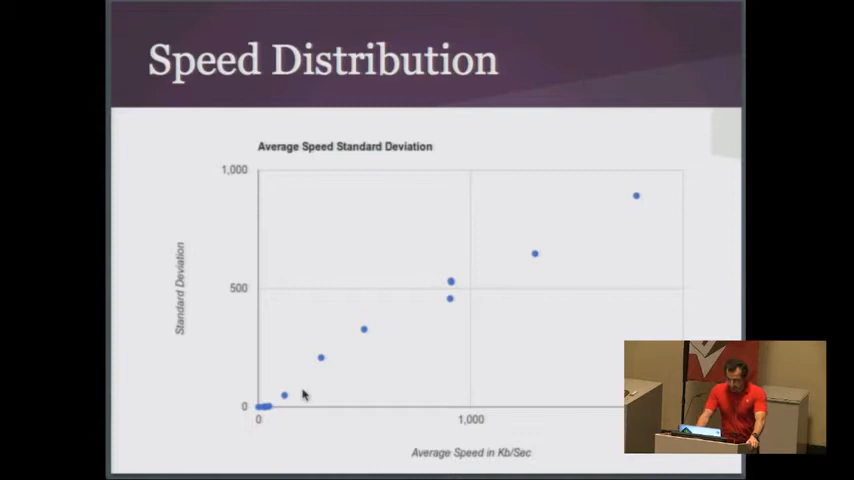 Speed Distribution
Average Speed Standard Deviation
1,000
Standard Deviation
500
0
0
1,000
Average Speed in Kb/Sec